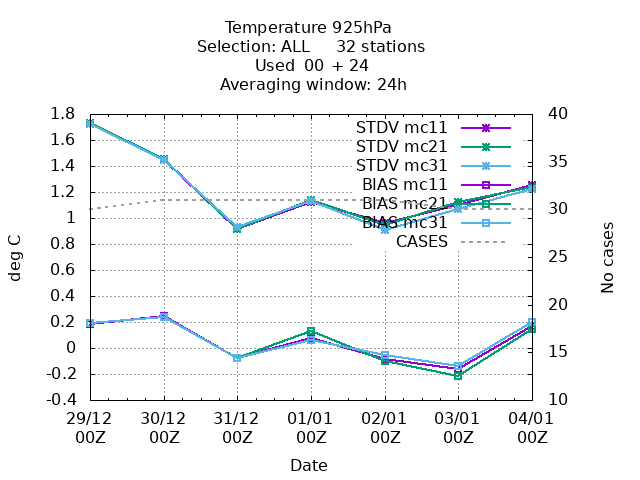 Temperature 925hPa
Selection: ALL     32 stations
Used  00  + 24
Averaging window: 24h
1.8
1.6
1.4
1.2
1
0.8
0.6
0.4
0.2
0
-0.2
-0.4
deg C
40
35
30
25
20
15
10
No cases
STDV mc11
STDV mc21
STDV mc31
BIAS mc11
BIAS mc21
BIAS mc31
CASES
29/12 30/12 31/12 01/01 02/01 03/01 04/01
00Z 00Z 00Z 00Z 00Z 00Z 00Z
Date